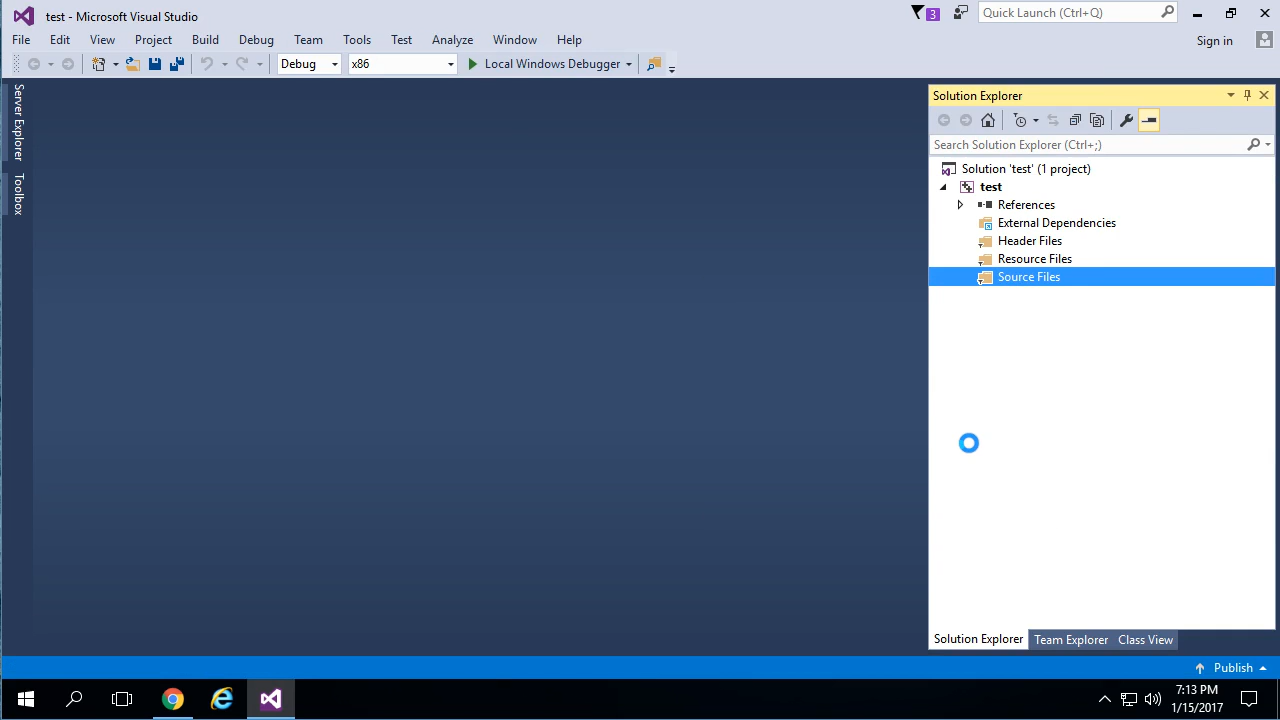 test - Microsoft Visual Studio
3
Quick Launch (Ctrl+Q)
File Edit View Project Build Debug Team Tools Test Analyze Window Help
Sign in
Debug x86 Local Windows Debugger
Server Explorer
Toolbox
Solution Explorer
Search Solution Explorer (Ctrl+;)
Solution 'test' (1 project)
test
References
External Dependencies
Header Files
Resource Files
Source Files
Solution Explorer Team Explorer Class View
Publish
7:13 PM
1/15/2017